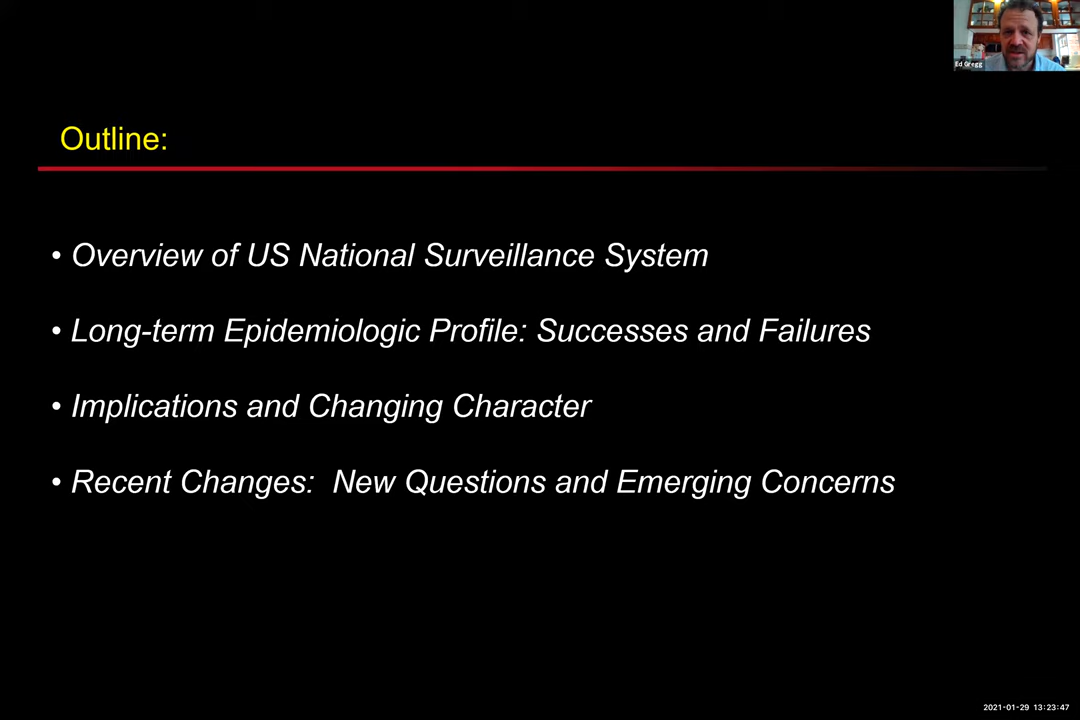 Ed Gregg
Outline:
• Overview of US National Surveillance System
• Long-term Epidemiologic Profile: Successes and Failures
• Implications and Changing Character
• Recent Changes:  New Questions and Emerging Concerns
2021-01-29 13:23:47